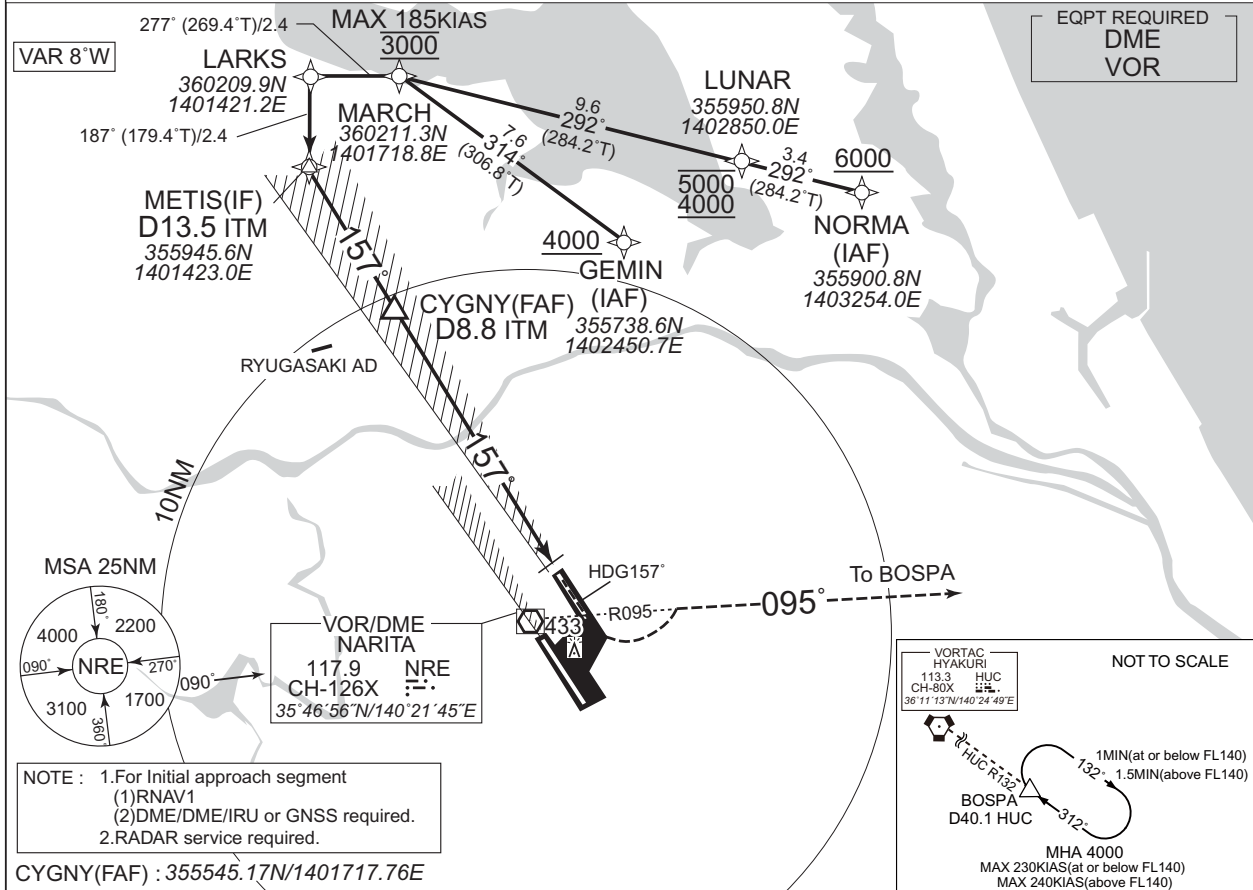 277° (269.4°T)/2.4
MAX 185KIAS
3000
EQPT REQUIRED
DME
VOR
VAR 8°W
LARKS
360209.9N
1401421.2E
187° (179.4°T)/2.4
MARCH
360211.3N
1401718.8E
LUNAR
355950.8N
1402850.0E
9.6
292°
(284.2°T)
7.6
314°
(306.8°T)
3.4
292°
(284.2°T)
6000
5000
4000
NORMA
(IAF)
355900.8N
1403254.0E
METIS(IF)
D13.5 ITM
355945.6N
1401423.0E
4000
GEMIN
(IAF)
355738.6N
1402450.7E
157°
CYGNY(FAF)
D8.8 ITM
RYUGASAKI AD
157°
10NM
HDG157°
R095
095°
To BOSPA
433
MSA 25NM
180°
4000
2200
090°
NRE
270°
3100
1700
360°
090°
VOR/DME
NARITA
117.9 NRE
CH-126X
35°46´56˝N/140°21´45˝E
VORTAC
HYAKURI
113.3 HUC
CH-80X
36°11´13˝N/140°24´49˝E
NOT TO SCALE
HUC R132
132°
1MIN(at or below FL140)
1.5MIN(above FL140)
BOSPA
D40.1 HUC
312°
MHA 4000
MAX 230KIAS(at or below FL140)
MAX 240KIAS(above FL140)
NOTE : 1.For Initial approach segment
(1)RNAV1
(2)DME/DME/IRU or GNSS required.
2.RADAR service required.
CYGNY(FAF) : 355545.17N/1401717.76E